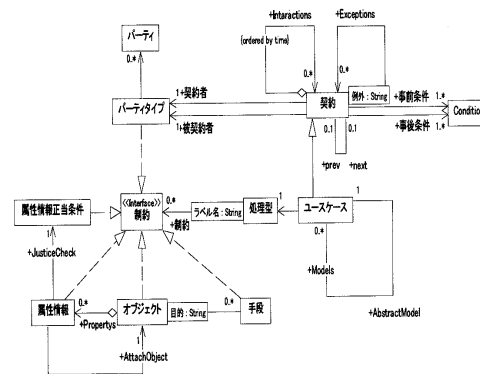 +Intaractions
+Exceptions
パーティ
(ordered by time)
0..*
0..*
0..*
1+契約者
契約
例外 : String
+事前条件
1..*
パーティタイプ
Condition
1+被契約者
0..1
0..1
+事後条件
1..*
+prev
+next
<<Interface>>
制約
0..*
ラベル名 : String
処理型
1
ユースケース
1
+制約
属性情報正当条件
1
0..*
+JusticeCheck
+Models
+AbstractModel
属性情報
0..*
オブジェクト
目的 : String
0..*
手段
+Propertys
1
+AttachObject